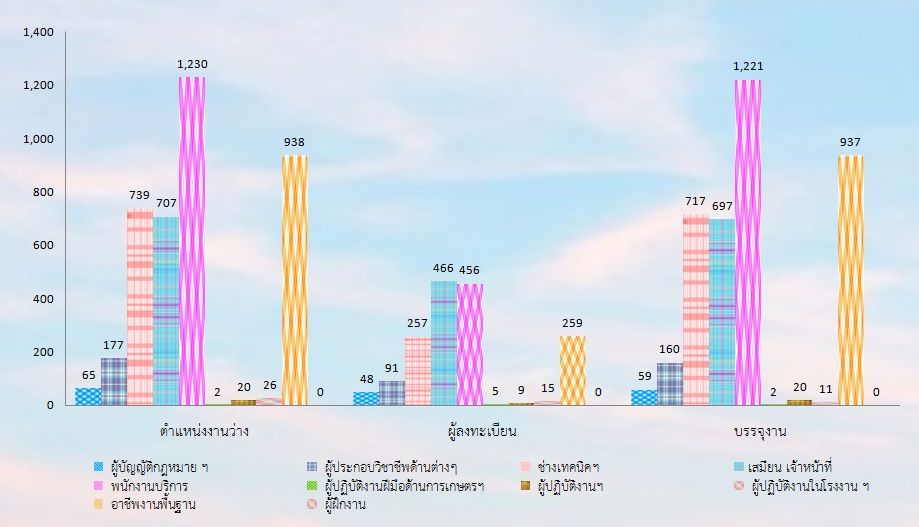 1,400
1,200
1,000
800
600
400
200
0
65 177 739 707 1,230 2 20 26 938 0
48 91 257 466 456 5 9 15 259 0
59 160 717 697 1,221 2 20 11 937 0
ตำแหน่งงานว่าง ผู้ลงทะเบียน บรรจุงาน
ผู้บัญญัติกฎหมาย ฯ ผู้ประกอบวิชาชีพด้านต่างๆ ช่างเทคนิคฯ เสมียน เจ้าหน้าที่
พนักงานบริการ ผู้ปฏิบัติงานฝีมือด้านการเกษตรฯ ผู้ปฏิบัติงานฯ ผู้ปฏิบัติงานในโรงงาน ฯ
อาชีพงานพื้นฐาน ผู้ฝึกงาน